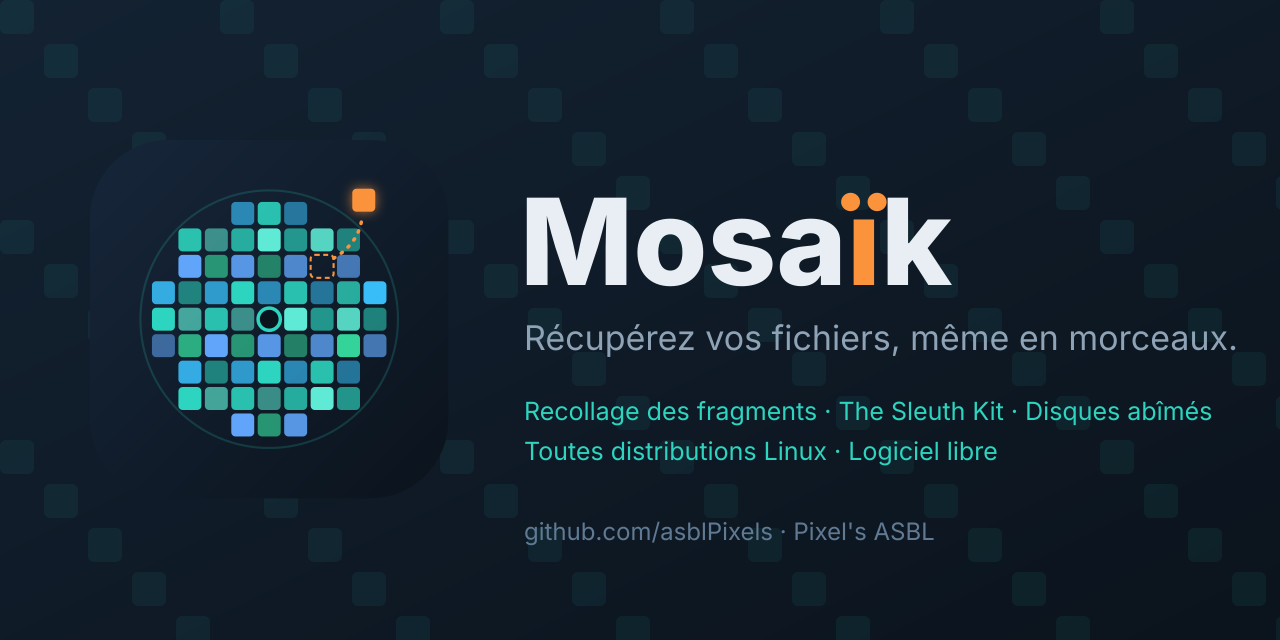 Mosaïk
Récupérez vos fichiers, même en morceaux.
Recollage des fragments · The Sleuth Kit · Disques abîmés
Toutes distributions Linux · Logiciel libre
github.com/asblPixels · Pixel's ASBL